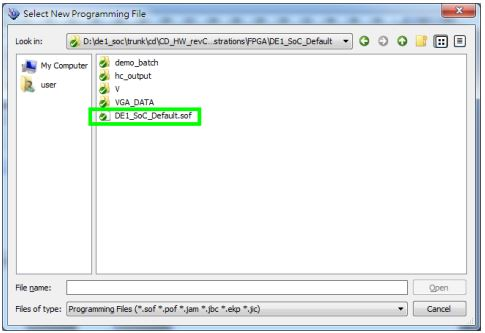 Select New Programming File
Look in: D:\de1_soc\trunk\cd\CD_HW_revC...strations\FPGA\DE1_SoC_Default
My Computer
user
demo_batch
hc_output
V
VGA_DATA
DE1_SoC_Default.sof
File name: Open
Files of type: Programming Files (*.sof *.pof *.jam *.jbc *.ekp *.jic) Cancel